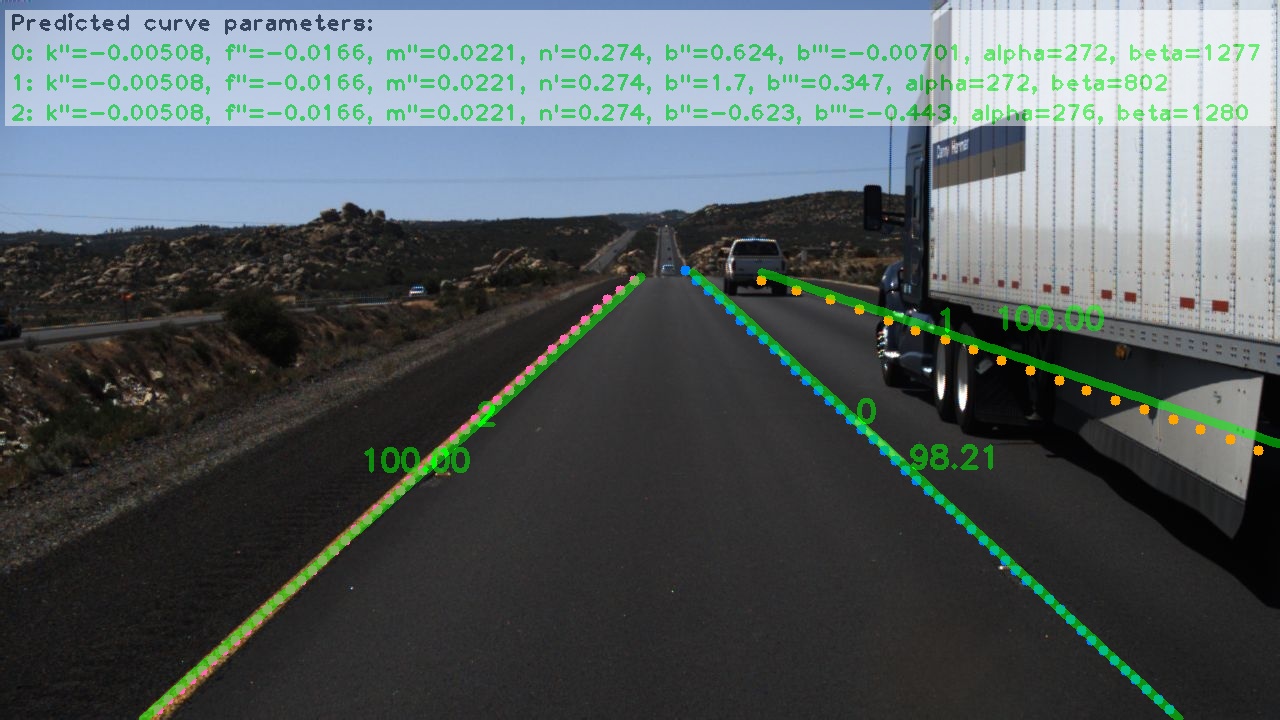 Predicted curve parameters:
0: k''=-0.00508, f''=-0.0166, m''=0.0221, n'=0.274, b''=0.624, b'''=-0.00701, alpha=272, beta=1277
1: k''=-0.00508, f''=-0.0166, m''=0.0221, n'=0.274, b''=1.7, b'''=0.347, alpha=272, beta=802
2: k''=-0.00508, f''=-0.0166, m''=0.0221, n'=0.274, b''=-0.623, b'''=-0.443, alpha=276, beta=1280
1 100.00
2
0
100.00
98.21